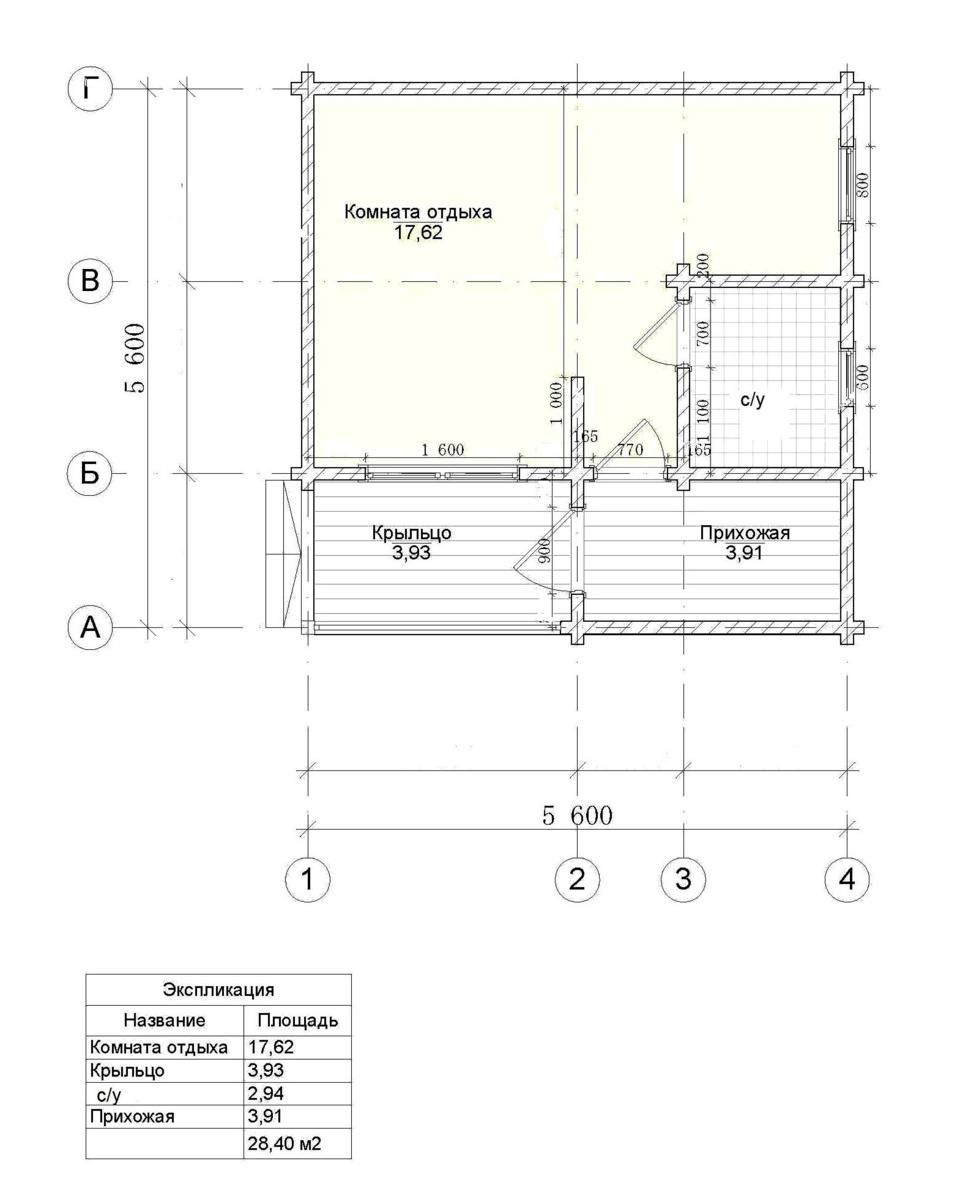 Г
800
Комната отдыха
17,62
200
В
5 600
700
600
1 000
с/у
1 100
165
1 600
770
165
Б
Крыльцо
3,93
900
Прихожая
3,91
А
5 600
1
2
3
4
Экспликация
Название Площадь
Комната отдыха 17,62
Крыльцо 3,93
с/у 2,94
Прихожая 3,91
28,40 м2